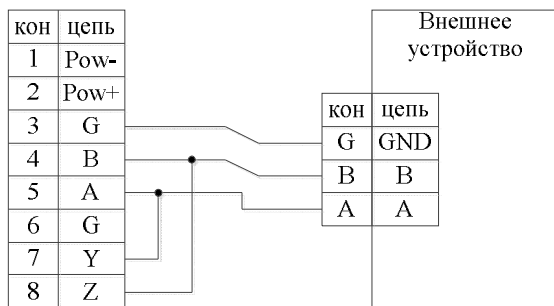 кон цепь
1 Pow-
2 Pow+
3 G
4 B
5 A
6 G
7 Y
8 Z
Внешнее
устройство
кон цепь
G GND
B B
A A